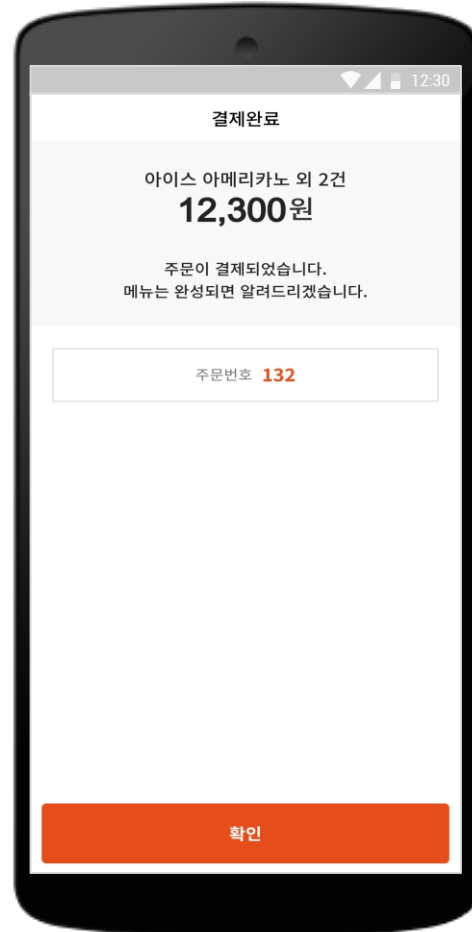 12:30
결제완료
아이스 아메리카노 외 2건
12,300원
주문이 결제되었습니다.
메뉴는 완성되면 알려드리겠습니다.
주문번호 132
확인